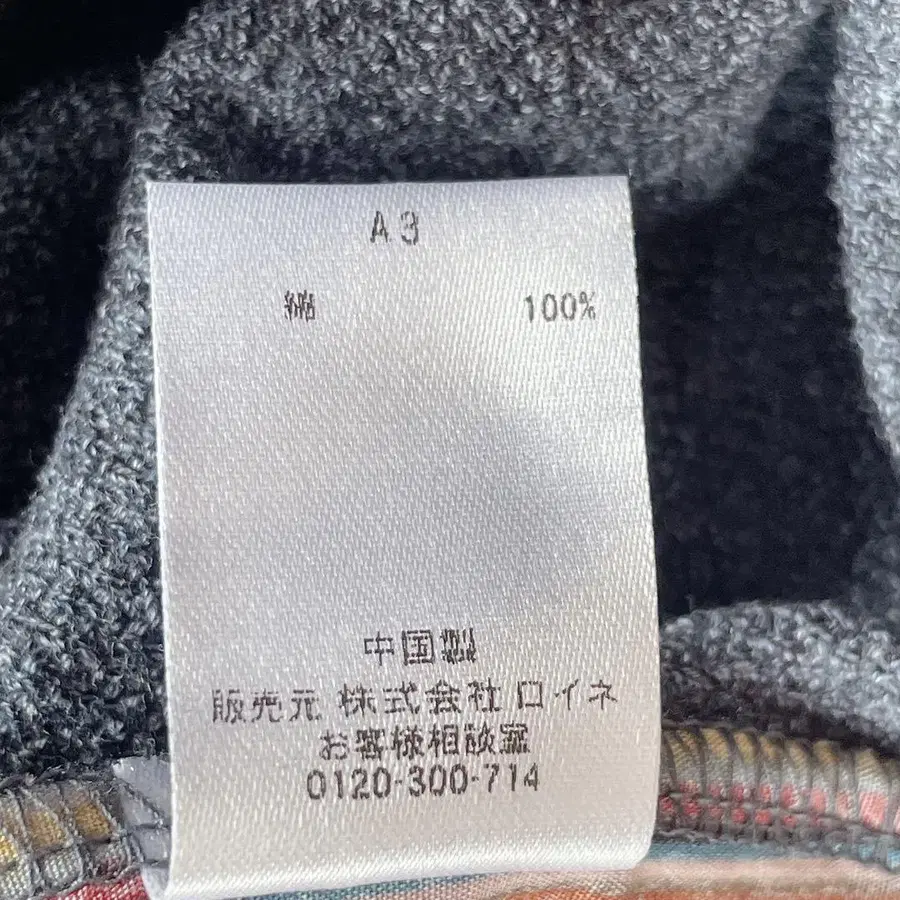 A3
綿 100%
中国製
販売元 株式会社 ロイネ
お客様相談室
0120-300-714